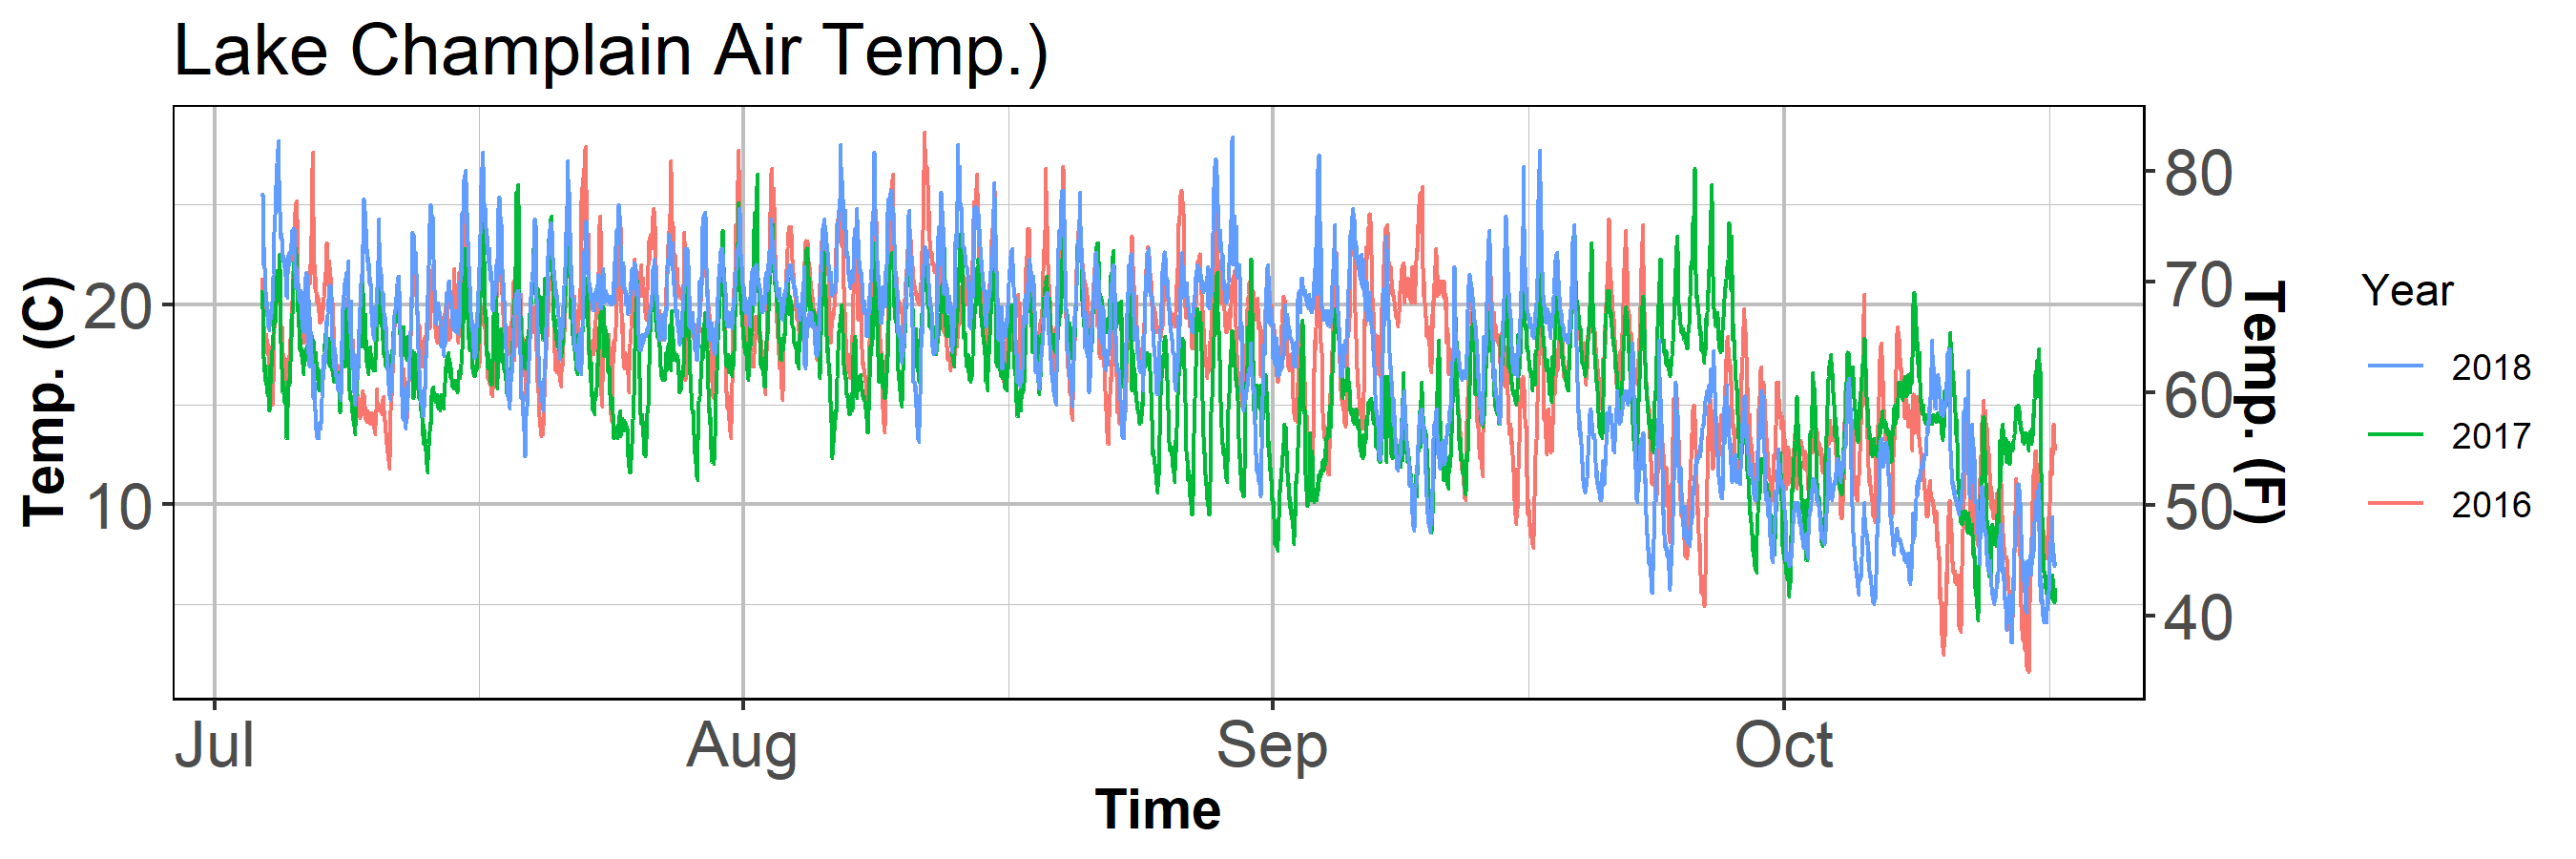 Lake Champlain Air Temp.)
Temp. (C)
20
10
80
70
60
50
40
Temp. (F)
Jul Aug Sep Oct
Time
Year
2018
2017
2016